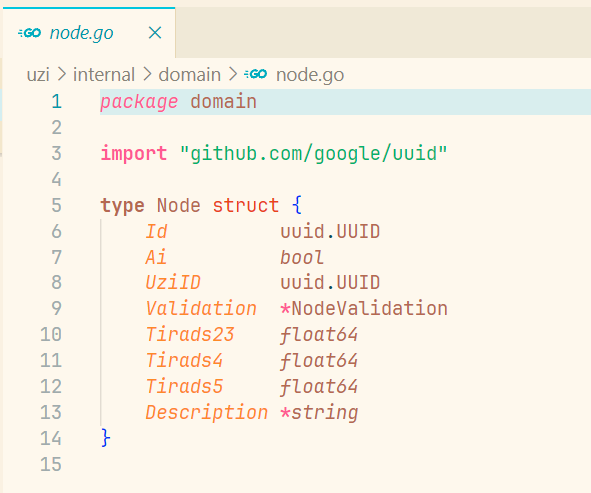 GO node.go ×
uzi > internal > domain > GO node.go
1 package domain
2
3 import "github.com/google/uuid"
4
5 type Node struct {
6 Id uuid.UUID
7 Ai bool
8 UziID uuid.UUID
9 Validation *NodeValidation
10 Tirads23 float64
11 Tirads4 float64
12 Tirads5 float64
13 Description *string
14 }
15